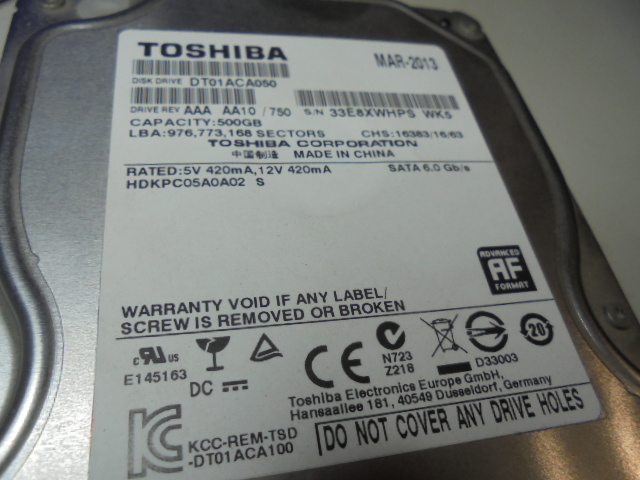 TOSHIBA MAR-2013
DISK DRIVE DT01ACA050
DRIVE REV AAA AA10 / 750 S/N 33E8XWHPS WK5
CAPACITY:500GB
LBA:976,773,168 SECTORS CHS:16383/16/63
TOSHIBA CORPORATION
中国制造 MADE IN CHINA
RATED:5V 420mA,12V 420mA SATA 6.0 Gb/s
HDKPC05A0A02 S
ADVANCED
AF
FORMAT
WARRANTY VOID IF ANY LABEL/
SCREW IS REMOVED OR BROKEN
c RU US
E145163
DC
CE
N723
Z218
D33003
20
Toshiba Electronics Europe GmbH,
Hansaallee 181, 40549 Dusseldorf, Germany
KC
KCC-REM-TSD
-DT01ACA100
DO NOT COVER ANY DRIVE HOLES